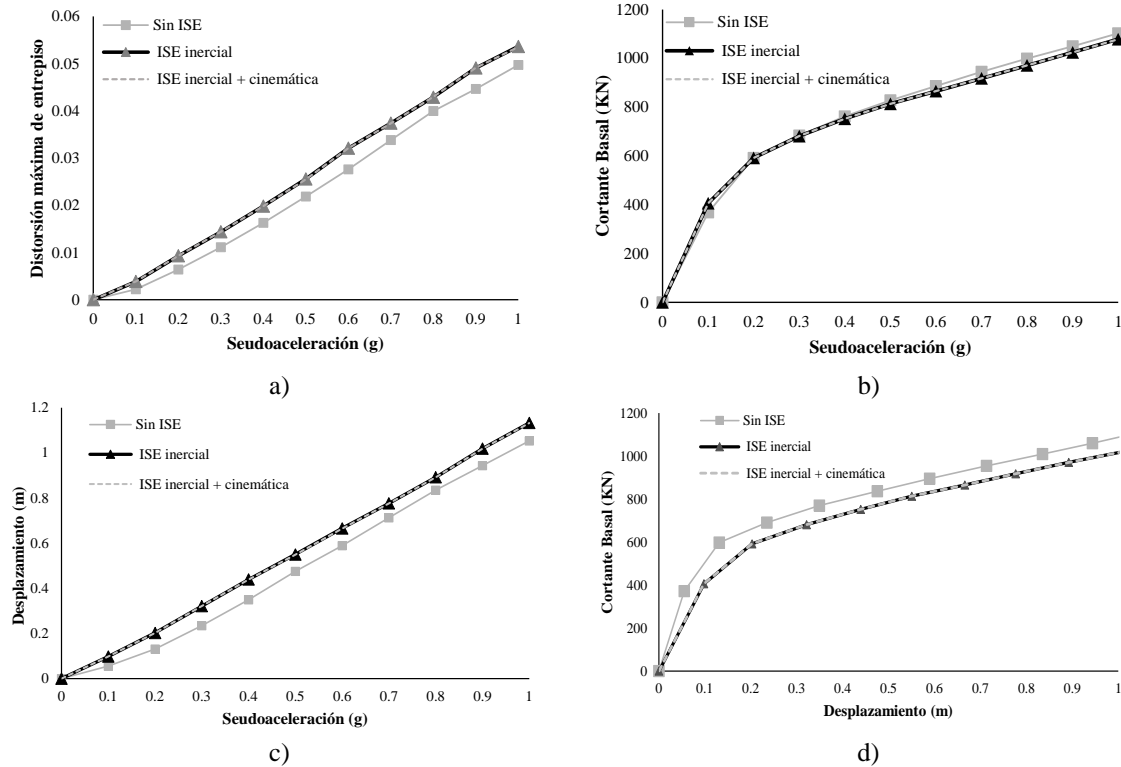 Distorsión máxima de entrepiso
0.06
0.05
0.04
0.03
0.02
0.01
0
Sin ISE
ISE inercial
ISE inercial + cinemática
0 0.1 0.2 0.3 0.4 0.5 0.6 0.7 0.8 0.9 1
Seudoaceleración (g)
a)
Cortante Basal (KN)
1200
1000
800
600
400
200
0
Sin ISE
ISE inercial
ISE inercial + cinemática
0 0.1 0.2 0.3 0.4 0.5 0.6 0.7 0.8 0.9 1
Seudoaceleración (g)
b)
Desplazamiento (m)
1.2
1
0.8
0.6
0.4
0.2
0
Sin ISE
ISE inercial
ISE inercial + cinemática
0 0.1 0.2 0.3 0.4 0.5 0.6 0.7 0.8 0.9 1
Seudoaceleración (g)
c)
Cortante Basal (KN)
1200
1000
800
600
400
200
0
Sin ISE
ISE inercial
ISE inercial + cinemática
0 0.1 0.2 0.3 0.4 0.5 0.6 0.7 0.8 0.9 1
Desplazamiento (m)
d)